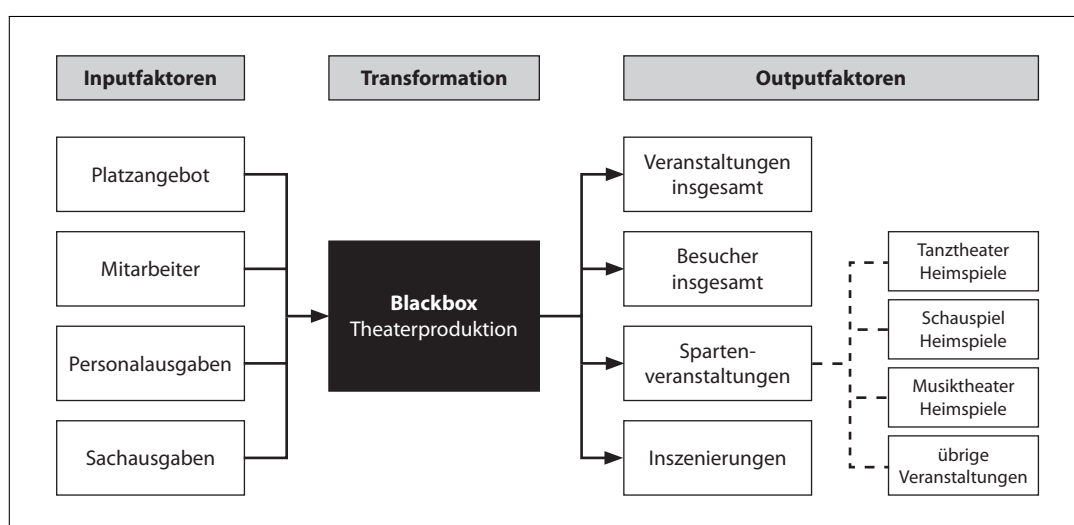 Inputfaktoren
Transformation
Outputfaktoren
Platzangebot
Mitarbeiter
Personalausgaben
Sachausgaben
Blackbox
Theaterproduktion
Veranstaltungen
insgesamt
Besucher
insgesamt
Sparten-
veranstaltungen
Inszenierungen
Tanztheater
Heimspiele
Schauspiel
Heimspiele
Musiktheater
Heimspiele
übrige
Veranstaltungen